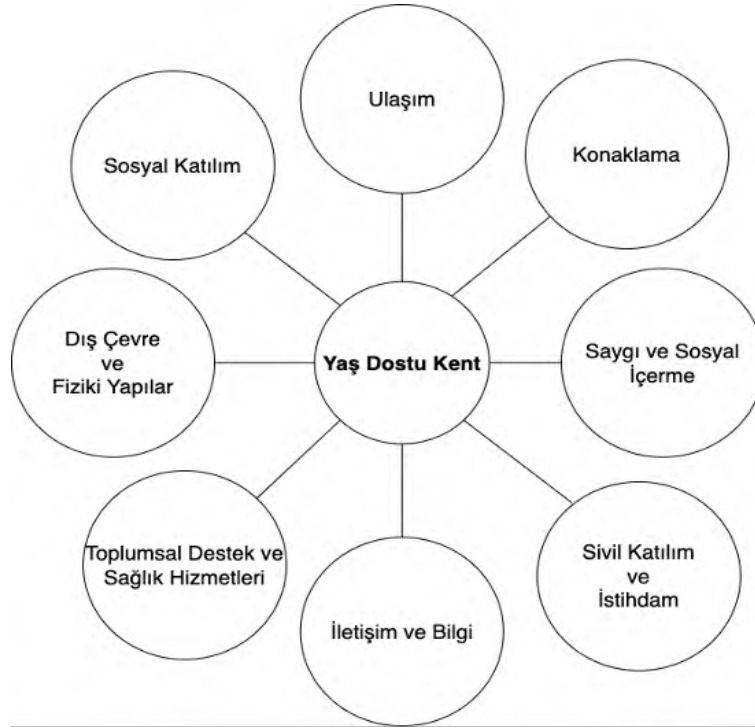 Ulaşım
Sosyal Katılım
Konaklama
Dış Çevre
ve
Fiziki Yapılar
Yaş Dostu Kent
Saygı ve Sosyal
İçerme
Toplumsal Destek ve
Sağlık Hizmetleri
Sivil Katılım
ve
İstihdam
İletişim ve Bilgi